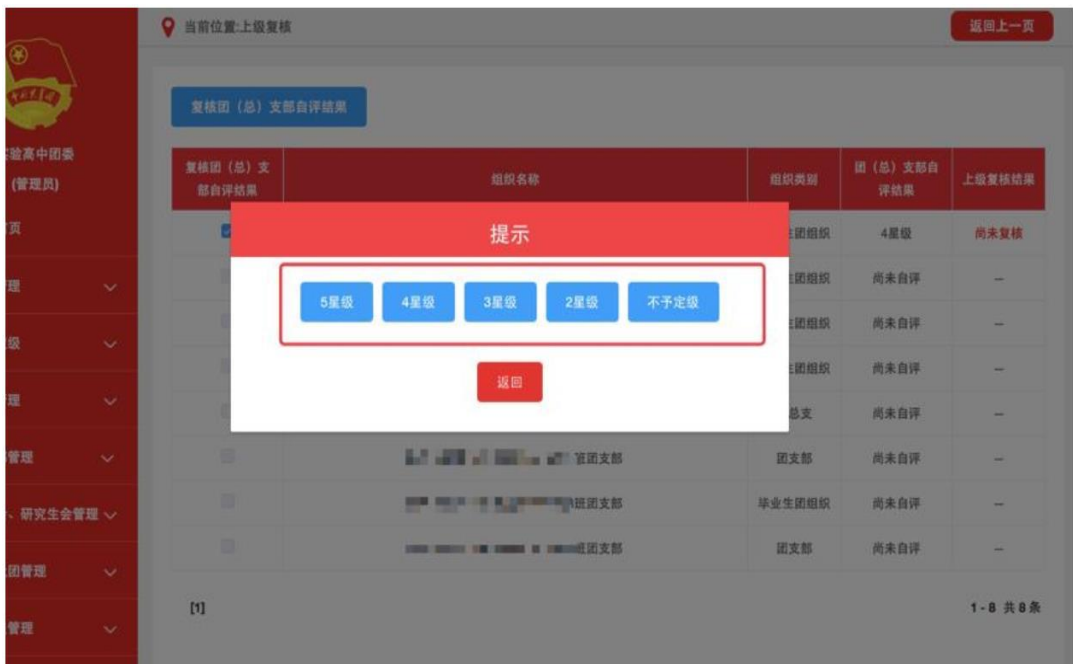 当前位置:上级复核
返回上一页
验高中团委
(管理员)
页
理
级
理
管理
、研究生会管理
团管理
管理
复核团（总）支部自评结果
复核团（总）支部自评结果
组织名称
组织类别
团（总）支部自评结果
上级复核结果
提示
5星级 4星级 3星级 2星级 不予定级
返回
生团组织 4星级 尚未复核
生团组织 尚未自评 --
生团组织 尚未自评 --
生团组织 尚未自评 --
总支 尚未自评 --
班团支部 团支部 尚未自评 --
班团支部 毕业生团组织 尚未自评 --
班团支部 团支部 尚未自评 --
[1]
1-8 共8条